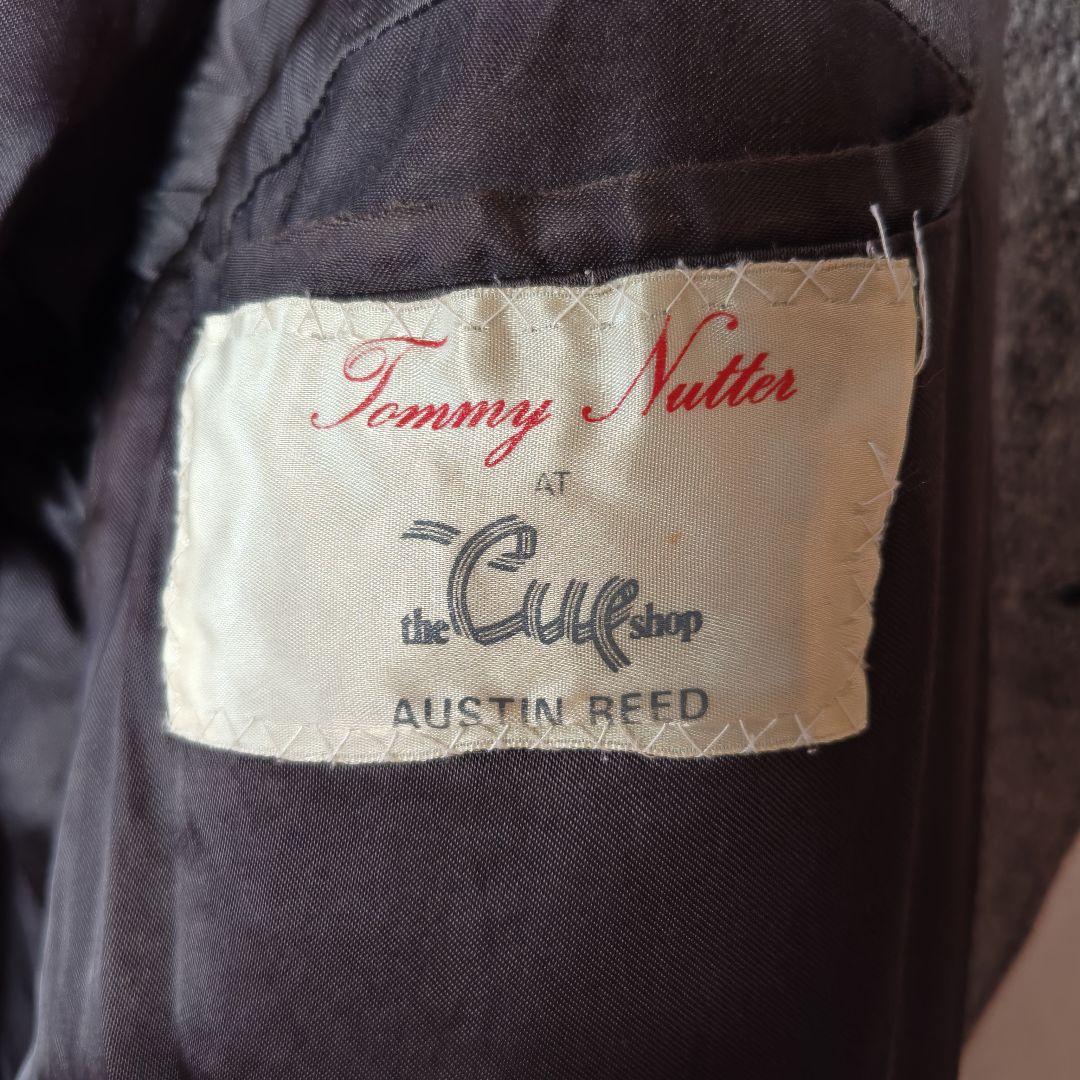 Tommy Nutter
AT
the Cue shop
AUSTIN REED